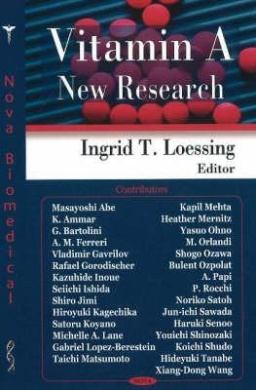 Vitamin A
New Research
Nova Biomedical
Ingrid T. Loessing
Editor
Contributors
Masayoshi Abe
K. Ammar
G. Bartolini
A. M. Ferreri
Vladimir Gavrilov
Rafael Gorodischer
Kazuhide Inoue
Seiichi Ishida
Shiro Jimi
Hiroyuki Kagechika
Satoru Koyano
Michelle A. Lane
Gabriel Lopez-Berestein
Taichi Matsumoto
Kapil Mehta
Heather Mernitz
Yasuo Ohno
M. Orlandi
Shogo Ozawa
Bulent Ozpolat
A. Papi
P. Rocchi
Noriko Satoh
Jun-ichi Sawada
Haruki Senoo
Youichi Shinozaki
Koichi Shudo
Hideyuki Tanabe
Xiang-Dong Wang
NOVA